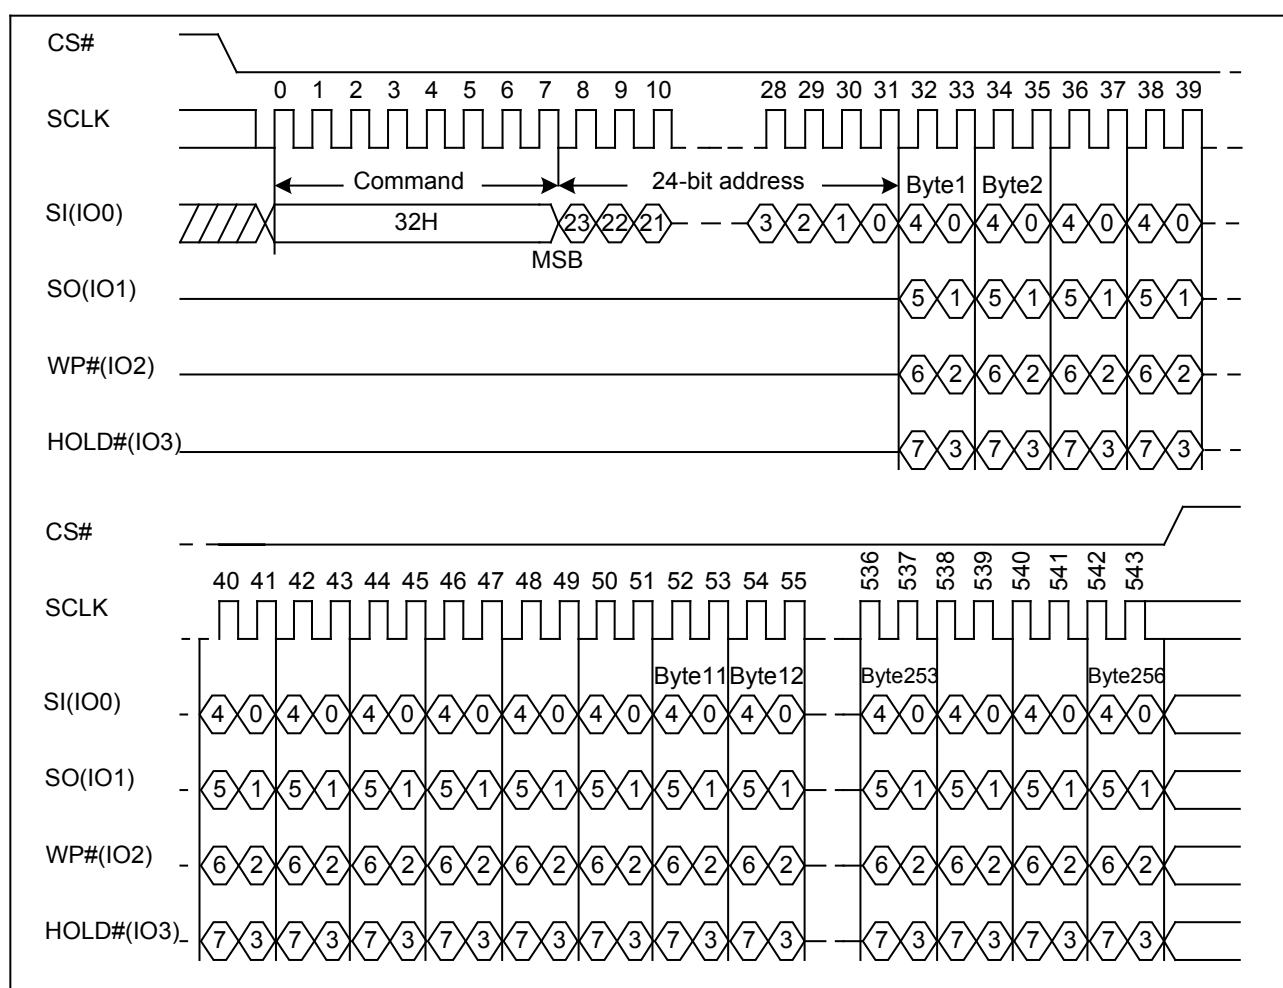 CS#
0 1 2 3 4 5 6 7 8 9 10 28 29 30 31 32 33 34 35 36 37 38 39
SCLK
Command 24-bit address Byte1 Byte2
SI(IO0) 32H 23 22 21 3 2 1 0 4 0 4 0 4 0 4 0
MSB
SO(IO1) 5 1 5 1 5 1 5 1
WP#(IO2) 6 2 6 2 6 2 6 2
HOLD#(IO3) 7 3 7 3 7 3 7 3
CS#
40 41 42 43 44 45 46 47 48 49 50 51 52 53 54 55 536 537 538 539 540 541 542 543
SCLK
Byte11 Byte12 Byte253 Byte256
SI(IO0) 4 0 4 0 4 0 4 0 4 0 4 0 4 0 4 0 4 0 4 0 4 0 4 0
SO(IO1) 5 1 5 1 5 1 5 1 5 1 5 1 5 1 5 1 5 1 5 1 5 1 5 1
WP#(IO2) 6 2 6 2 6 2 6 2 6 2 6 2 6 2 6 2 6 2 6 2 6 2 6 2
HOLD#(IO3) 7 3 7 3 7 3 7 3 7 3 7 3 7 3 7 3 7 3 7 3 7 3 7 3